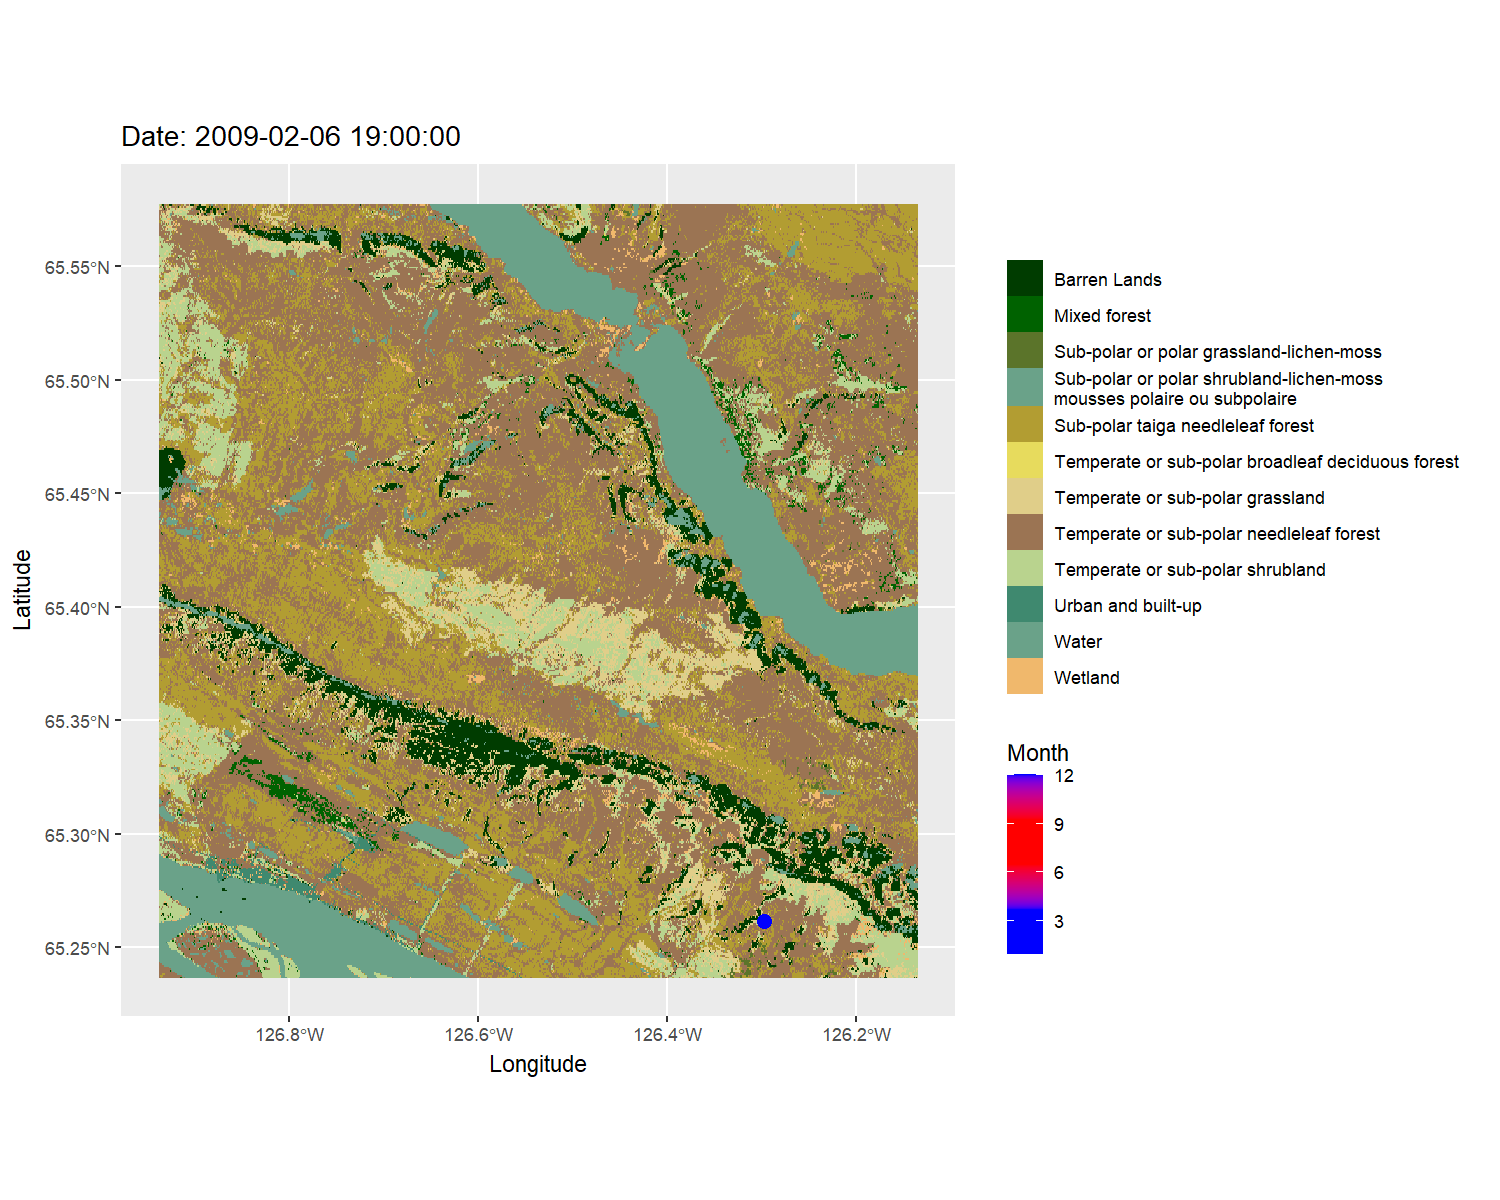 Date: 2009-02-06 19:00:00
65.55°N
65.50°N
65.45°N
65.40°N
65.35°N
65.30°N
65.25°N
Latitude
126.8°W
126.6°W
126.4°W
126.2°W
Longitude
Barren Lands
Mixed forest
Sub-polar or polar grassland-lichen-moss
Sub-polar or polar shrubland-lichen-moss
mousses polaire ou subpolaire
Sub-polar taiga needleleaf forest
Temperate or sub-polar broadleaf deciduous forest
Temperate or sub-polar grassland
Temperate or sub-polar needleleaf forest
Temperate or sub-polar shrubland
Urban and built-up
Water
Wetland
Month
12
9
6
3